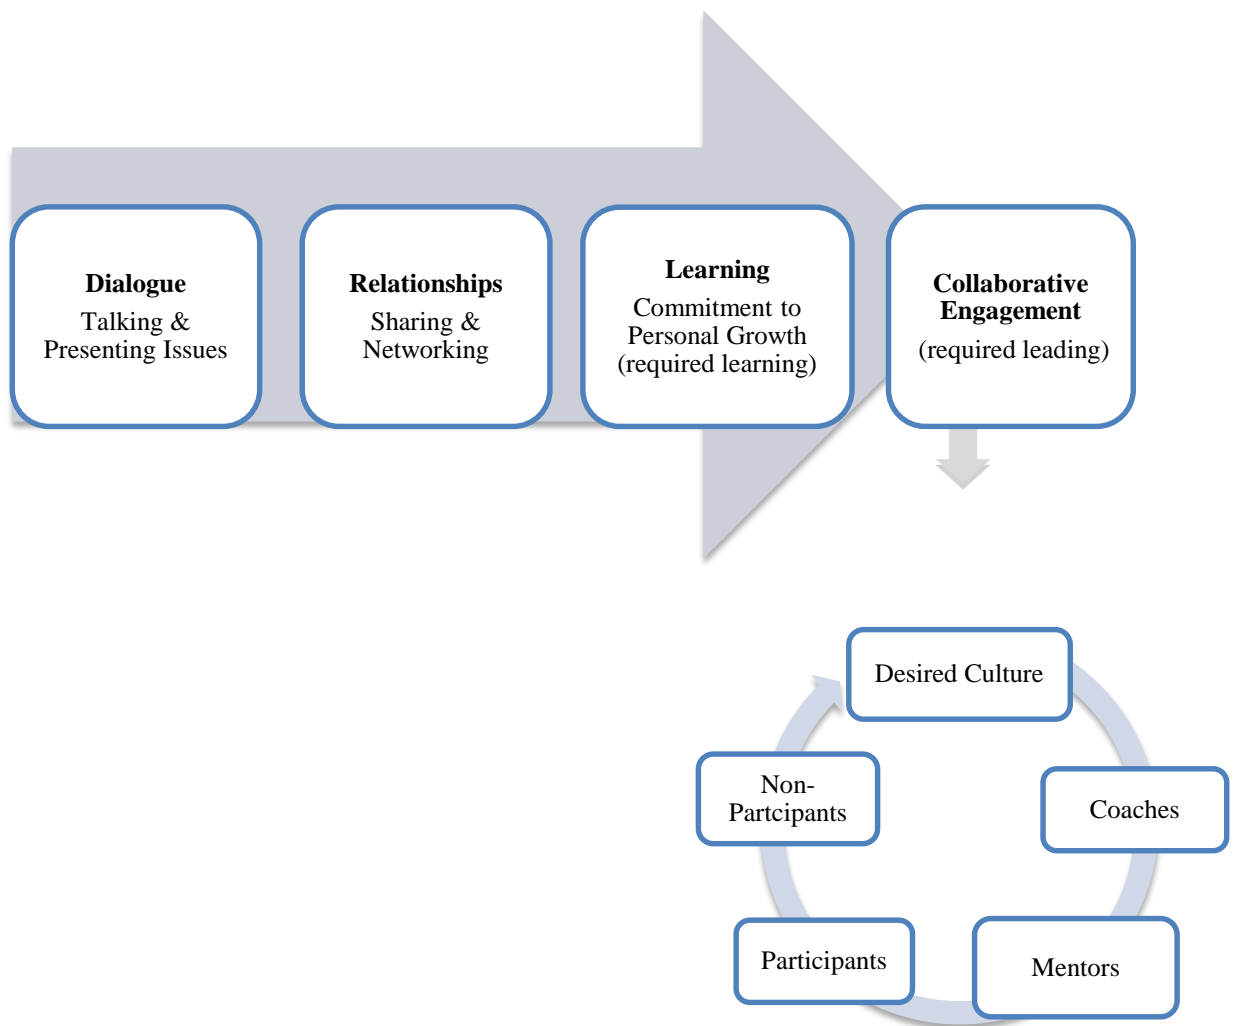 Dialogue
Talking &
Presenting Issues
Relationships
Sharing &
Networking
Learning
Commitment to
Personal Growth
(required learning)
Collaborative
Engagement
(required leading)
Desired Culture
Coaches
Mentors
Participants
Non-
Partcipants